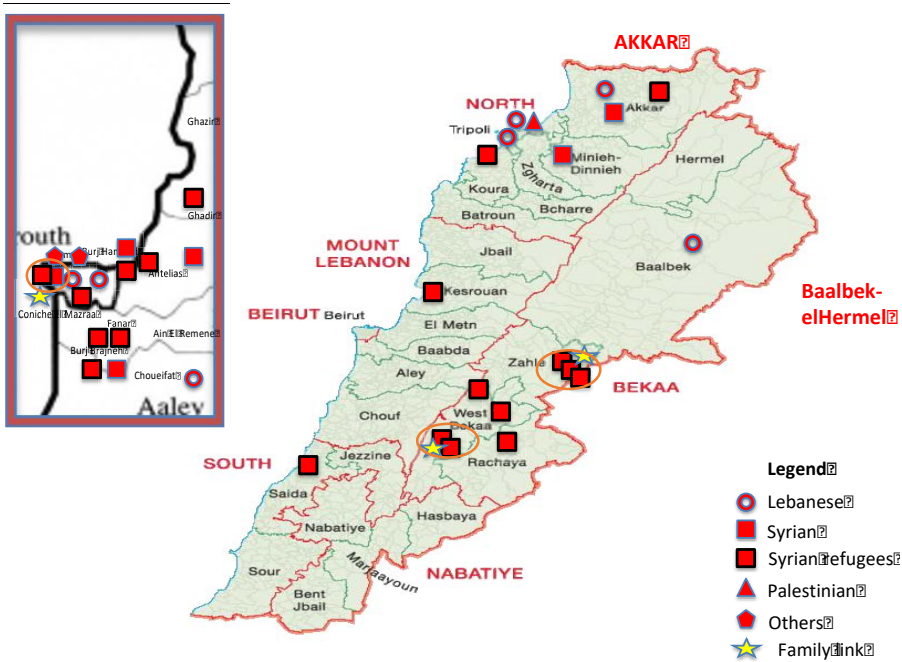 AKKAR
NORTH
Akkar
Tripoli
Minieh-
Dinnieh
Hermel
Zgharta
Koura
Bcharre
Batroun
MOUNT
LEBANON
Jbail
Baalbek
Kesrouan
Baalbek-
elHermel
BEIRUT
Beirut
El Metn
Baabda
Zahle
Aley
BEKAA
West
Bekaa
Chouf
SOUTH
Jezzine
Rachaya
Saida
Hasbaya
Nabatiye
Marjaayoun
NABATIYE
Sour
Bent
Jbail
Ghazir
Ghadir
routh
Antelias
Mazraa
Fanar
Ain El Remeneh
Burj Brajneh
Choueifat
Aaley
Legend
Lebanese
Syrian
Syrian refugees
Palestinian
Others
Family link